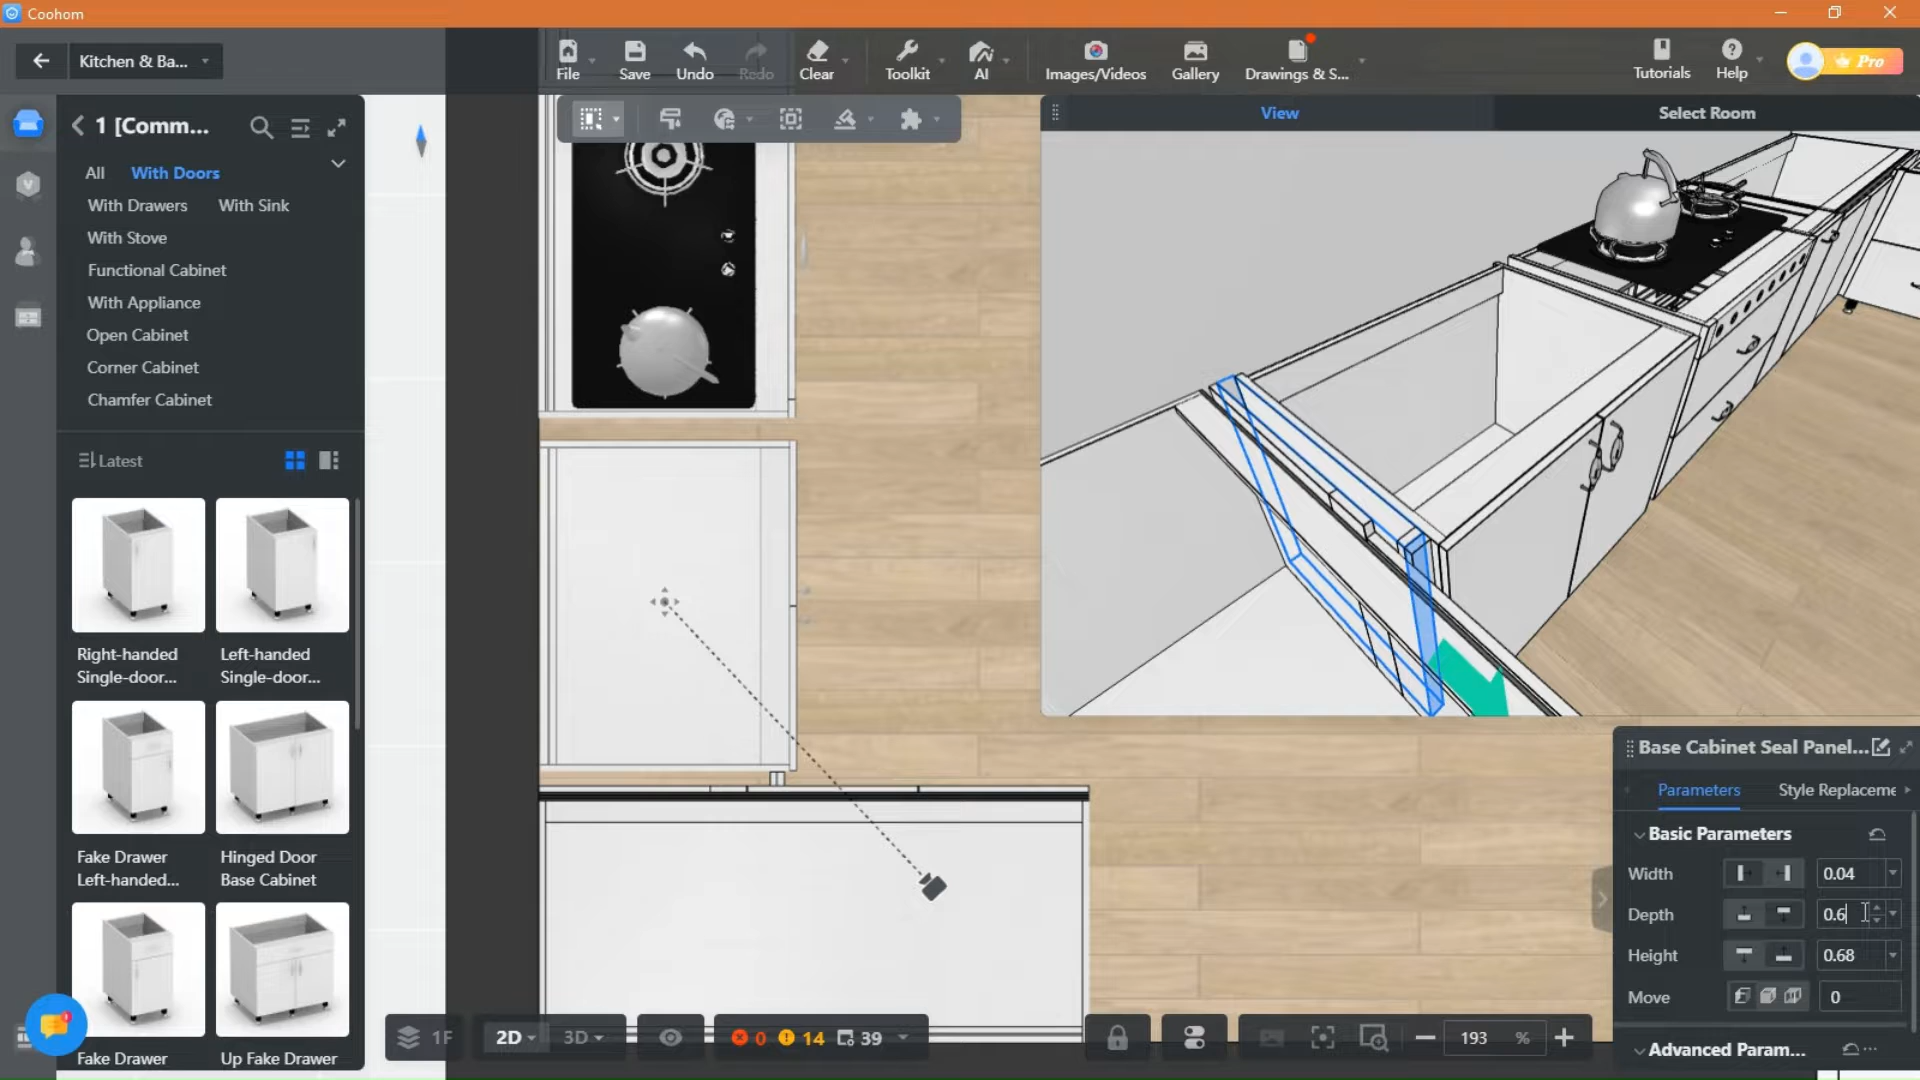 Coohom
Kitchen & Ba...
File
Save
Undo
Redo
Clear
Toolkit
AI
Images/Videos
Gallery
Drawings & S...
Tutorials
Help
Pro
1 [Comm...
All
With Doors
With Drawers
With Sink
With Stove
Functional Cabinet
With Appliance
Open Cabinet
Corner Cabinet
Chamfer Cabinet
Latest
Right-handed
Single-door...
Left-handed
Single-door...
Fake Drawer
Left-handed...
Hinged Door
Base Cabinet
Fake Drawer
Up Fake Drawer
View
Select Room
Base Cabinet Seal Panel...
Parameters
Style Replaceme
Basic Parameters
Width
0.04
Depth
0.6
Height
0.68
Move
0
Advanced Param...
1F
2D
3D
0
14
39
193 %